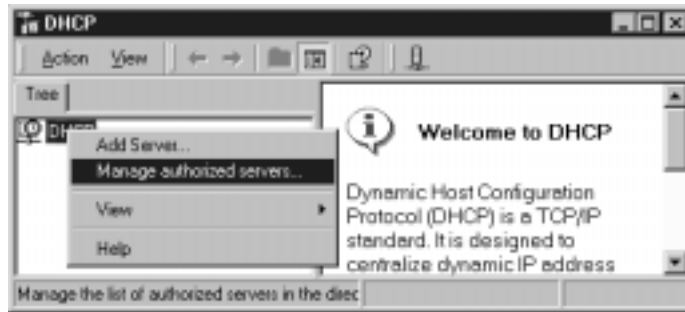 DHCP
Action View
Tree
DHCP
Add Server...
Manage authorized servers...
View
Help
Welcome to DHCP
Dynamic Host Configuration
Protocol (DHCP) is a TCP/IP
standard. It is designed to
centralize dynamic IP address
Manage the list of authorized servers in the direc